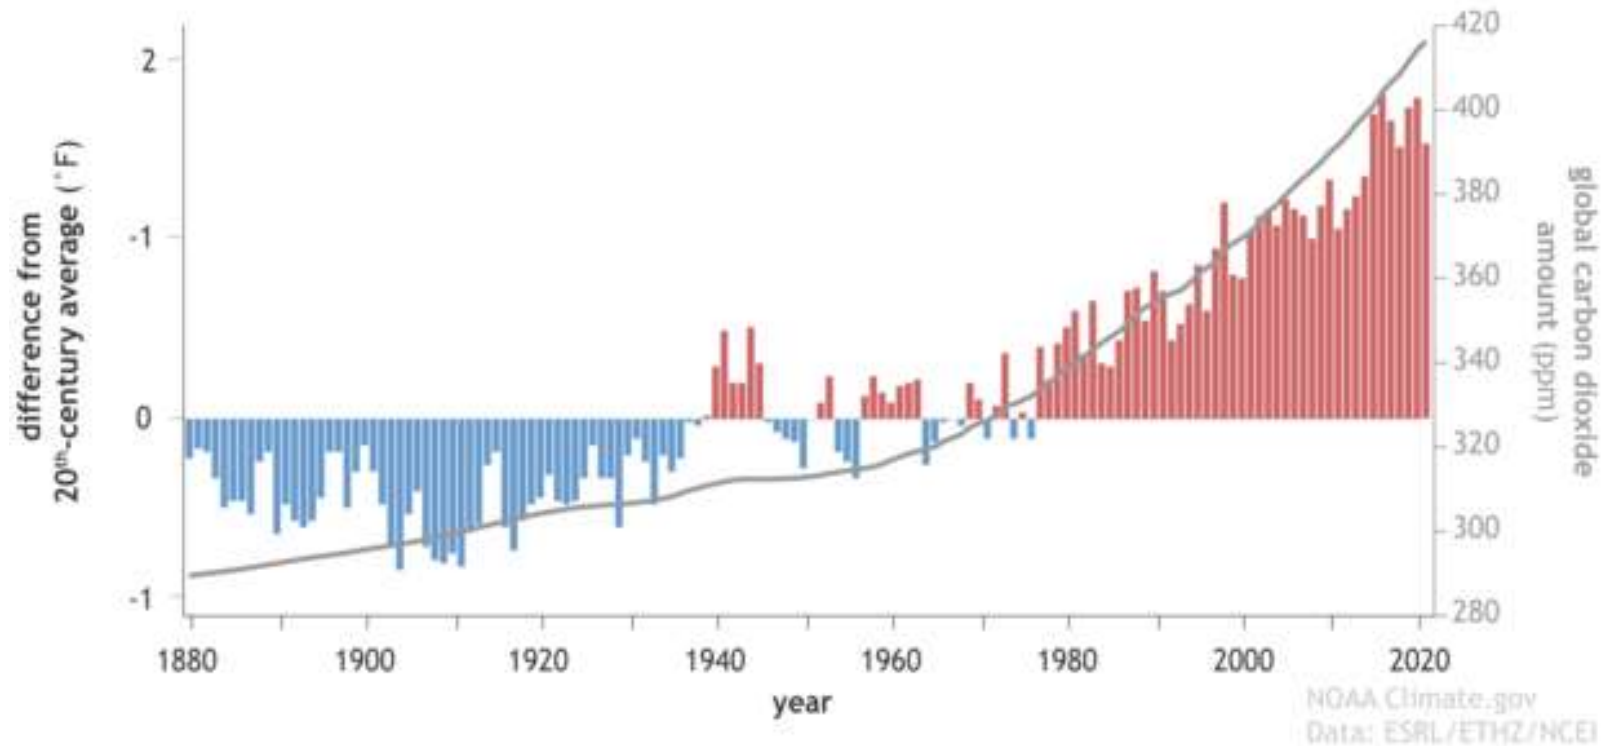 difference from
20th-century average (˚F)
2
-1
0
-1
420
400
380
360
340
320
300
280
global carbon dioxide
amount (ppm)
1880 1900 1920 1940 1960 1980 2000 2020
year
NOAA Climate.gov
Data: ESRL/ETHZ/NCEI